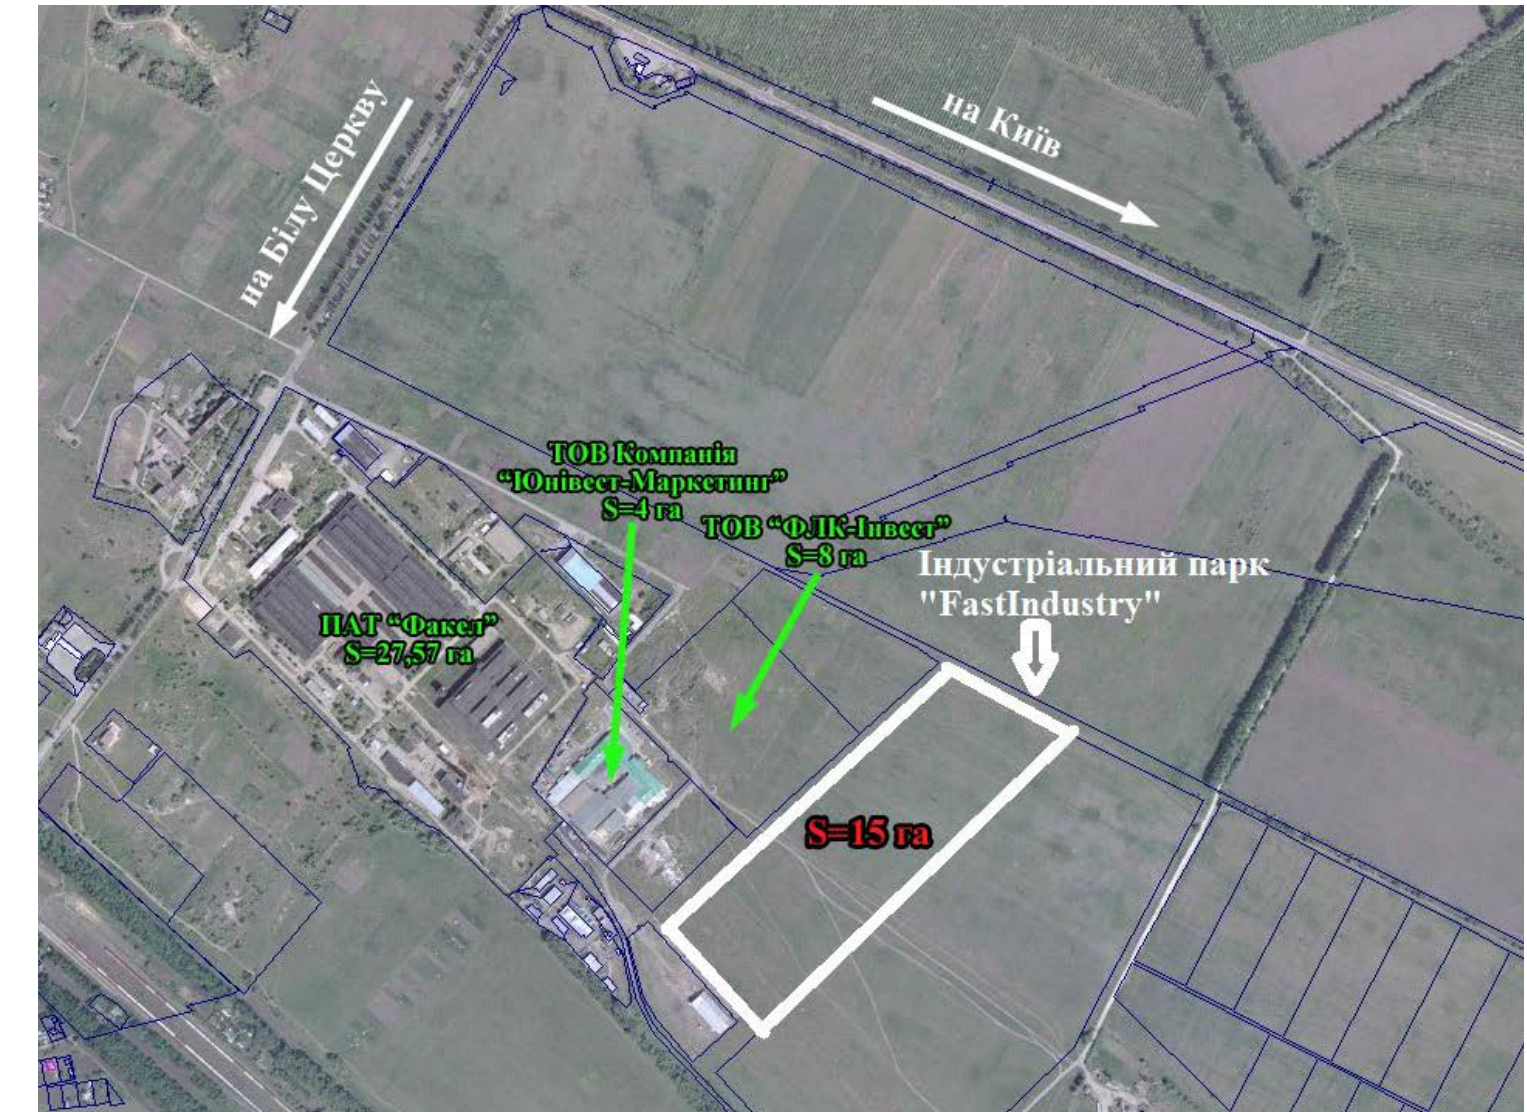 на Білу Церкву
на Київ
ТОВ Компанія
“Юнівест-Маркетинг”
S=4 га
ТОВ “ФЛК-Інвест”
S=8 га
Індустріальний парк
"FastIndustry"
ПАТ “Факел”
S=27,57 га
S=15 га